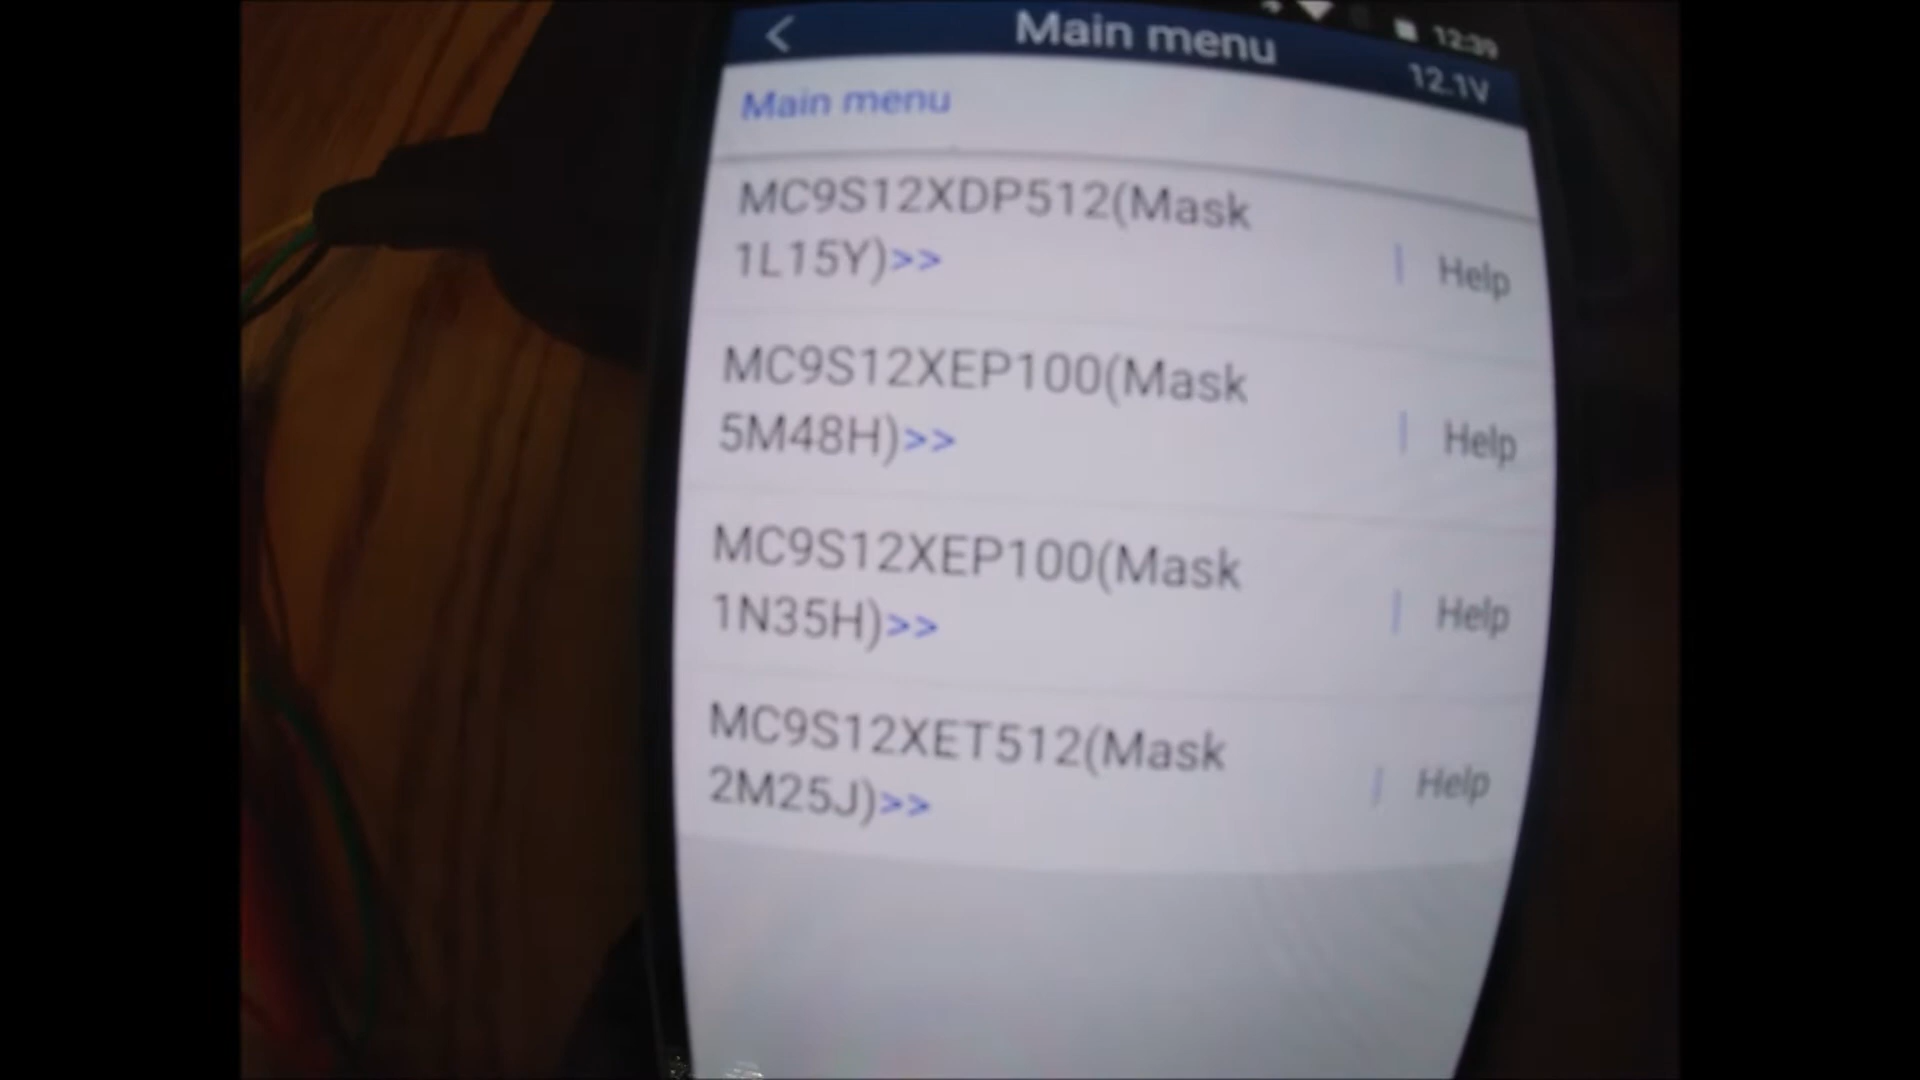 Main menu
12:39
12.1V
Main menu
MC9S12XDP512(Mask
1L15Y)>>
| Help
MC9S12XEP100(Mask
5M48H)>>
| Help
MC9S12XEP100(Mask
1N35H)>>
| Help
MC9S12XET512(Mask
2M25J)>>
| Help